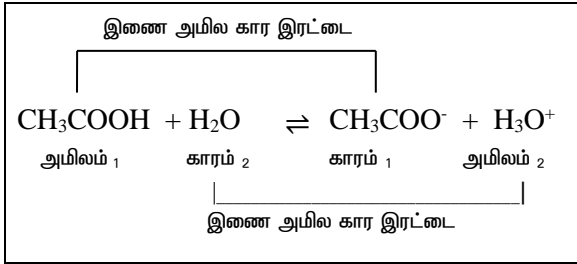 இணை அமில கார இரட்டை
CH₃COOH + H₂O ⇌ CH₃COO⁻ + H₃O⁺
அமிலம் ₁ காரம் ₂ காரம் ₁ அமிலம் ₂
இணை அமில கார இரட்டை